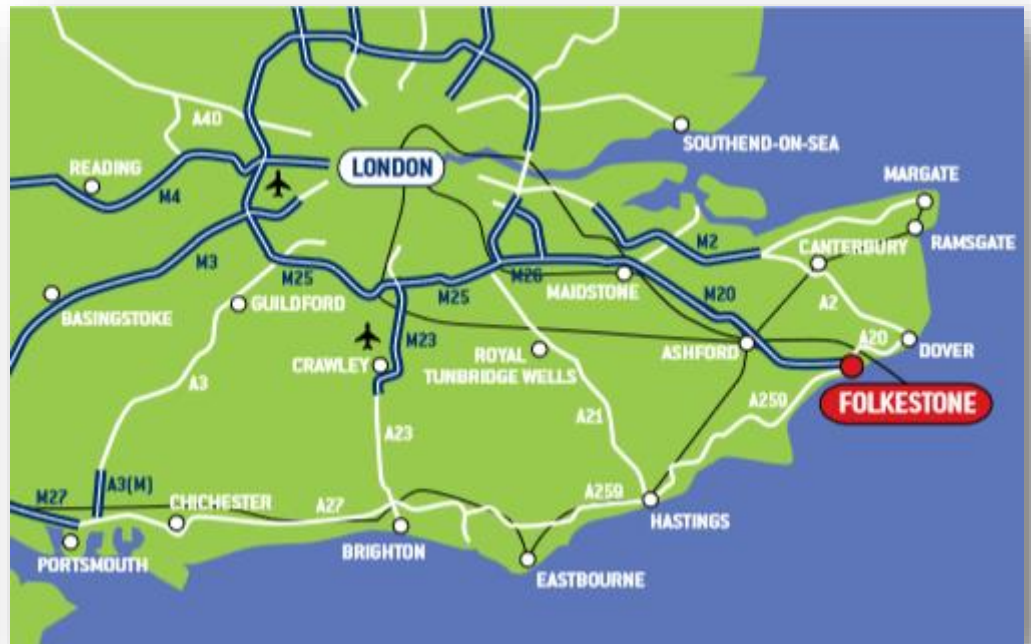 A40
SOUTHEND-ON-SEA
READING
LONDON
MARGATE
M4
RAMSGATE
M2
CANTERBURY
M3
M25
M26
MAIDSTONE
M25
M20
A2
GUILDFORD
BASINGSTOKE
M23
A20
DOVER
CRAWLEY
ROYAL
TUNBRIDGE WELLS
ASHFORD
A3
A259
FOLKESTONE
A21
A23
A3(M)
M27
CHICHESTER
A27
A259
HASTINGS
BRIGHTON
PORTSMOUTH
EASTBOURNE